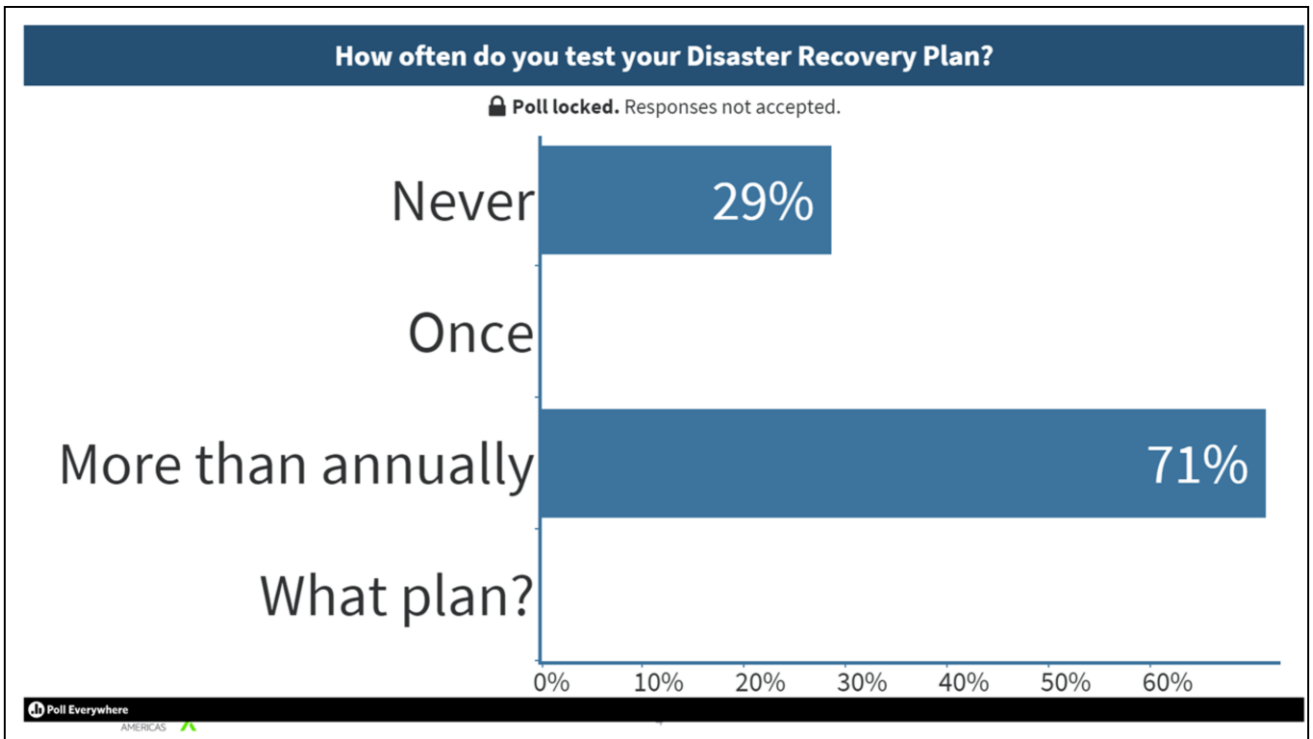 How often do you test your Disaster Recovery Plan?
Poll locked. Responses not accepted.
Never
29%
Once
More than annually
71%
What plan?
0% 10% 20% 30% 40% 50% 60%
Poll Everywhere
AMERICAS